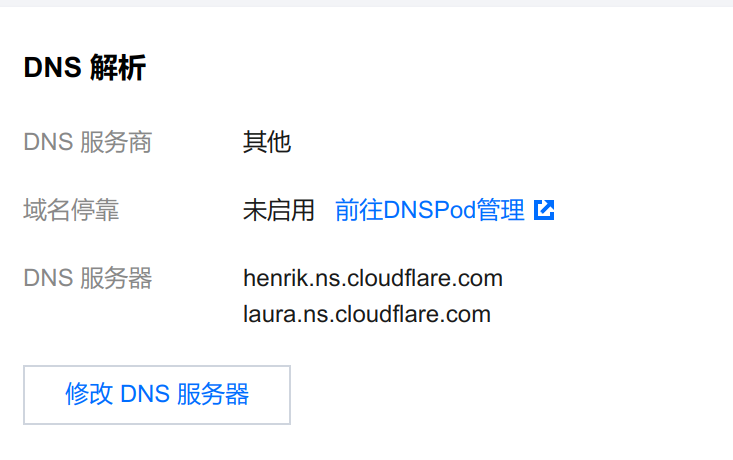 DNS 解析
DNS 服务商 其他
域名停靠 未启用 前往DNSPod管理
DNS 服务器 henrik.ns.cloudflare.com
laura.ns.cloudflare.com
修改 DNS 服务器